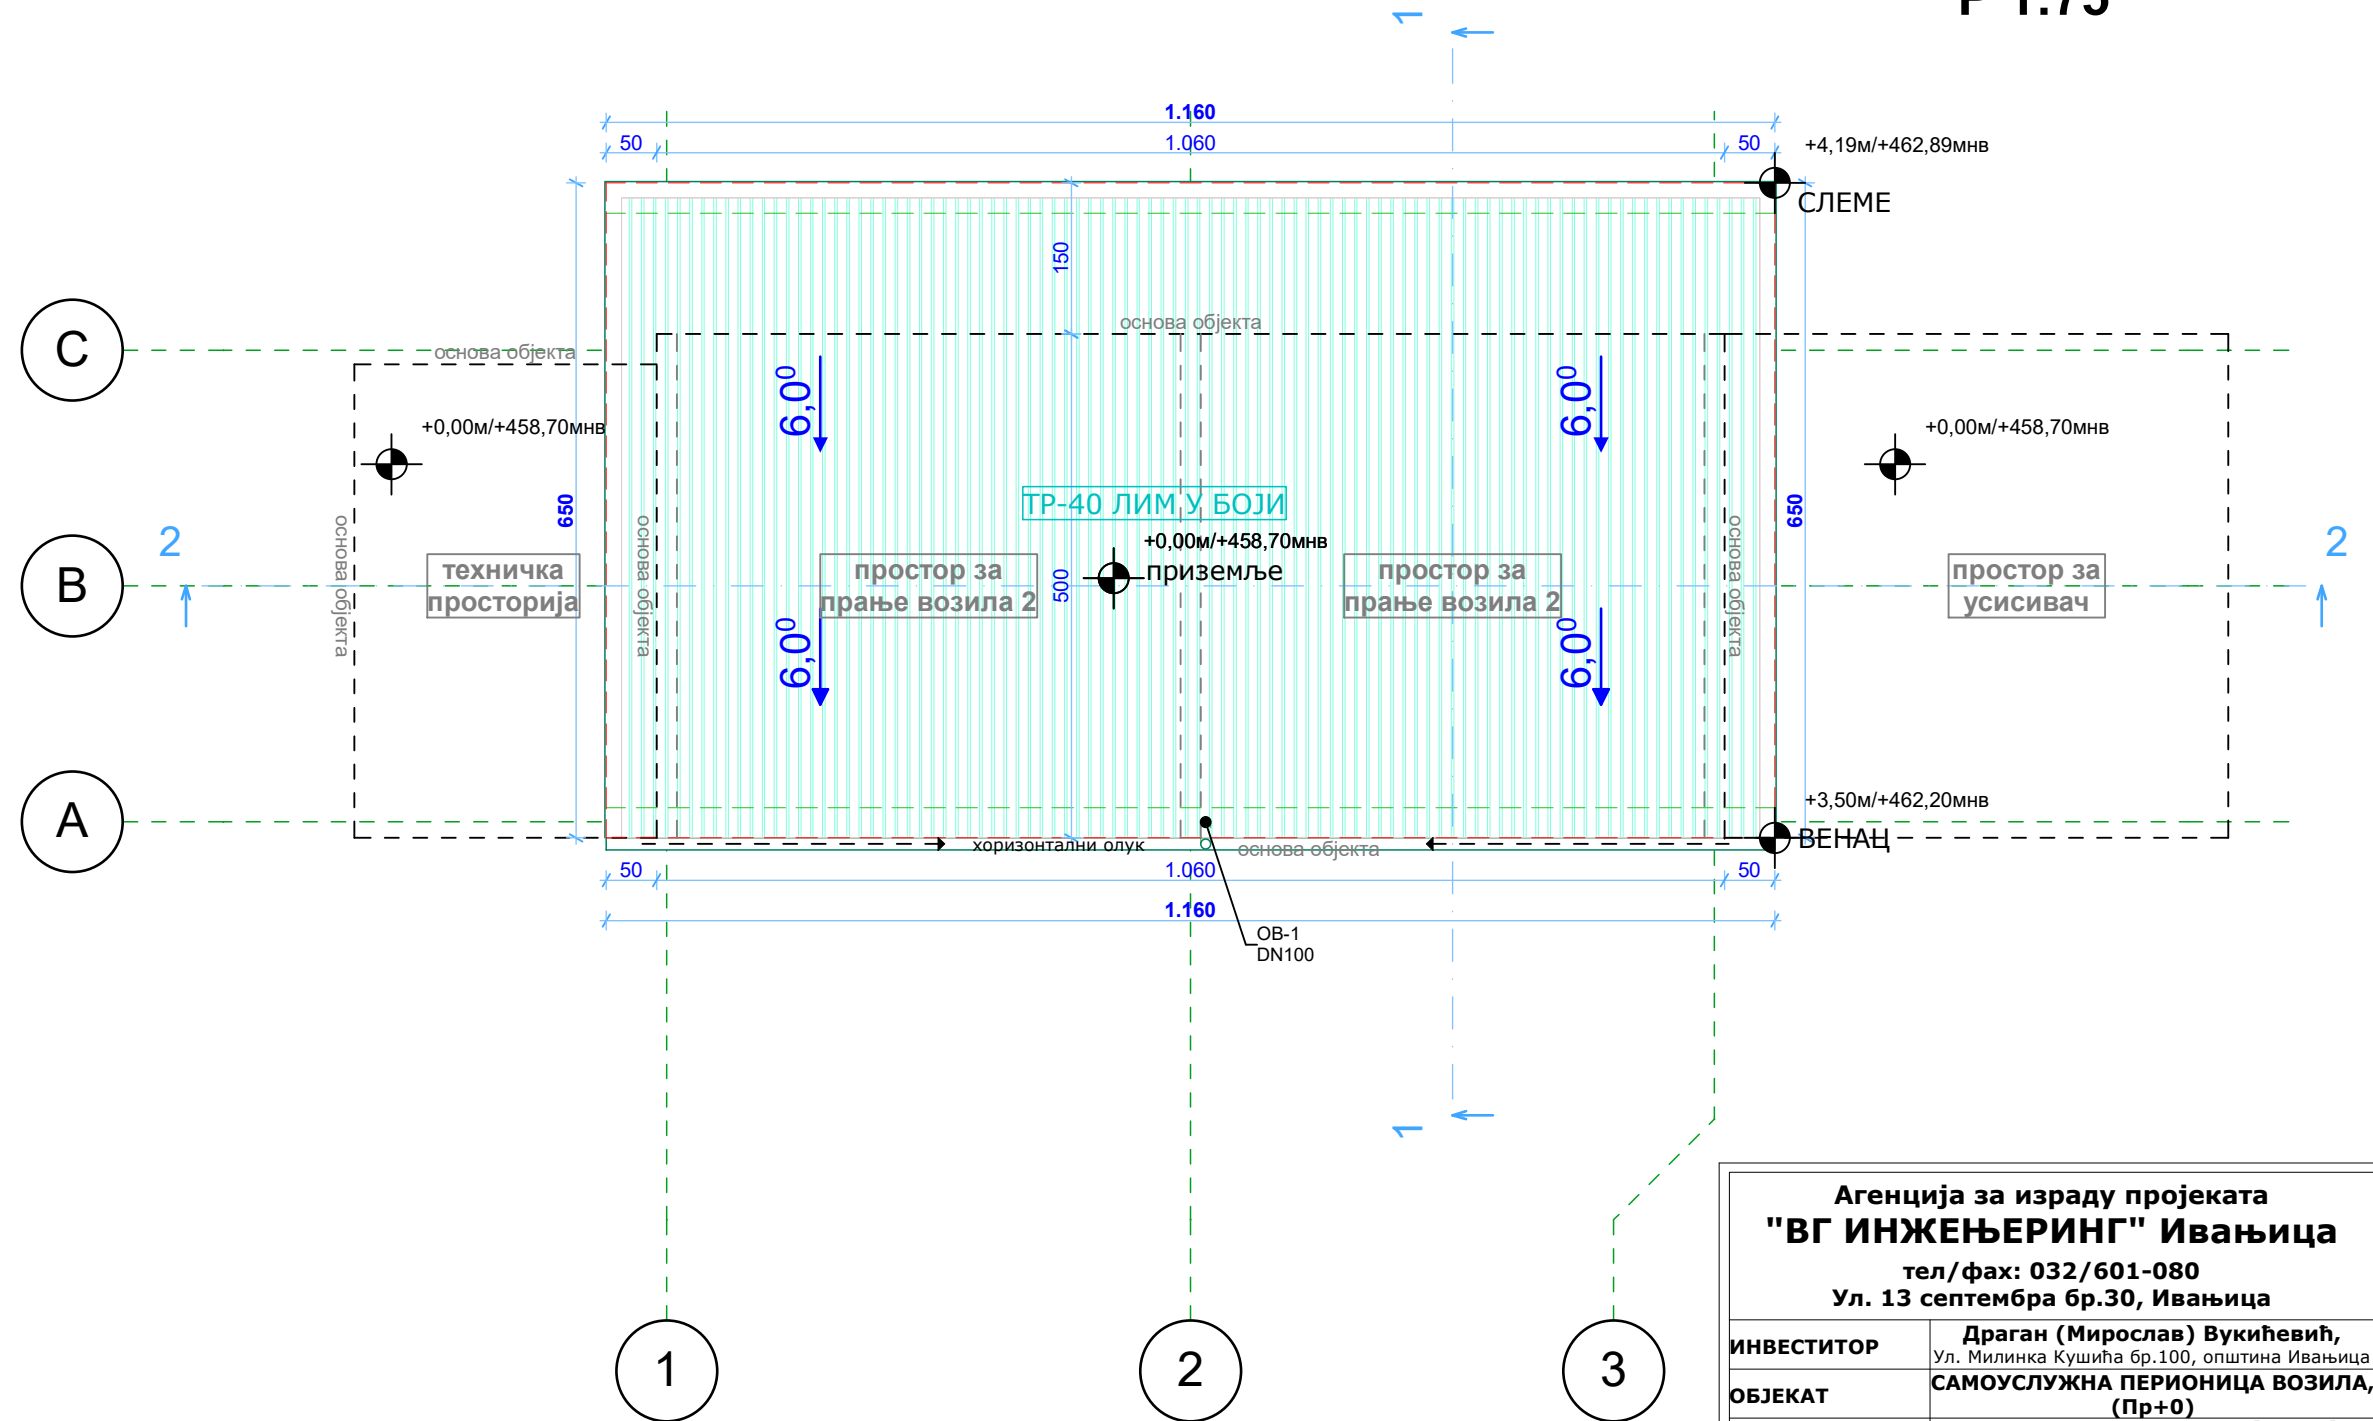 Р 1:75
1
1.160
50
1.060
50
+4,19м/+462,89мнв
СЛЕМЕ
150
основа објекта
C
основа објекта
6,0⁰
6,0⁰
+0,00м/+458,70мнв
+0,00м/+458,70мнв
650
ТР-40 ЛИМ У БОЈИ
650
основа објекта
основа објекта
основа објекта
2
+0,00м/+458,70мнв
приземље
2
B
техничка
просторија
простор за
прање возила 2
500
простор за
прање возила 2
простор за
усисивач
6,0⁰
6,0⁰
A
+3,50м/+462,20мнв
ВЕНАЦ
хоризонтални олук
основа објекта
50
1.060
50
1.160
ОВ-1
DN100
1
Агенција за израду пројеката
"ВГ ИНЖЕЊЕРИНГ" Ивањица
тел/фах: 032/601-080
Ул. 13 септембра бр.30, Ивањица
ИНВЕСТИТОР
Драган (Мирослав) Вукићевић,
Ул. Милинка Кушића бр.100, општина Ивањица
ОБЈЕКАТ
САМОУСЛУЖНА ПЕРИОНИЦА ВОЗИЛА,
(Пр+0)
1
2
3